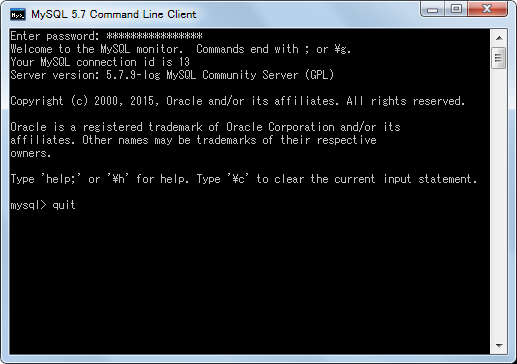 MySQL 5.7 Command Line Client
Enter password: *****************
Welcome to the MySQL monitor.  Commands end with ; or ¥g.
Your MySQL connection id is 13
Server version: 5.7.9-log MySQL Community Server (GPL)
Copyright (c) 2000, 2015, Oracle and/or its affiliates. All rights reserved.
Oracle is a registered trademark of Oracle Corporation and/or its
affiliates. Other names may be trademarks of their respective
owners.
Type 'help;' or '¥h' for help. Type '¥c' to clear the current input statement.
mysql> quit